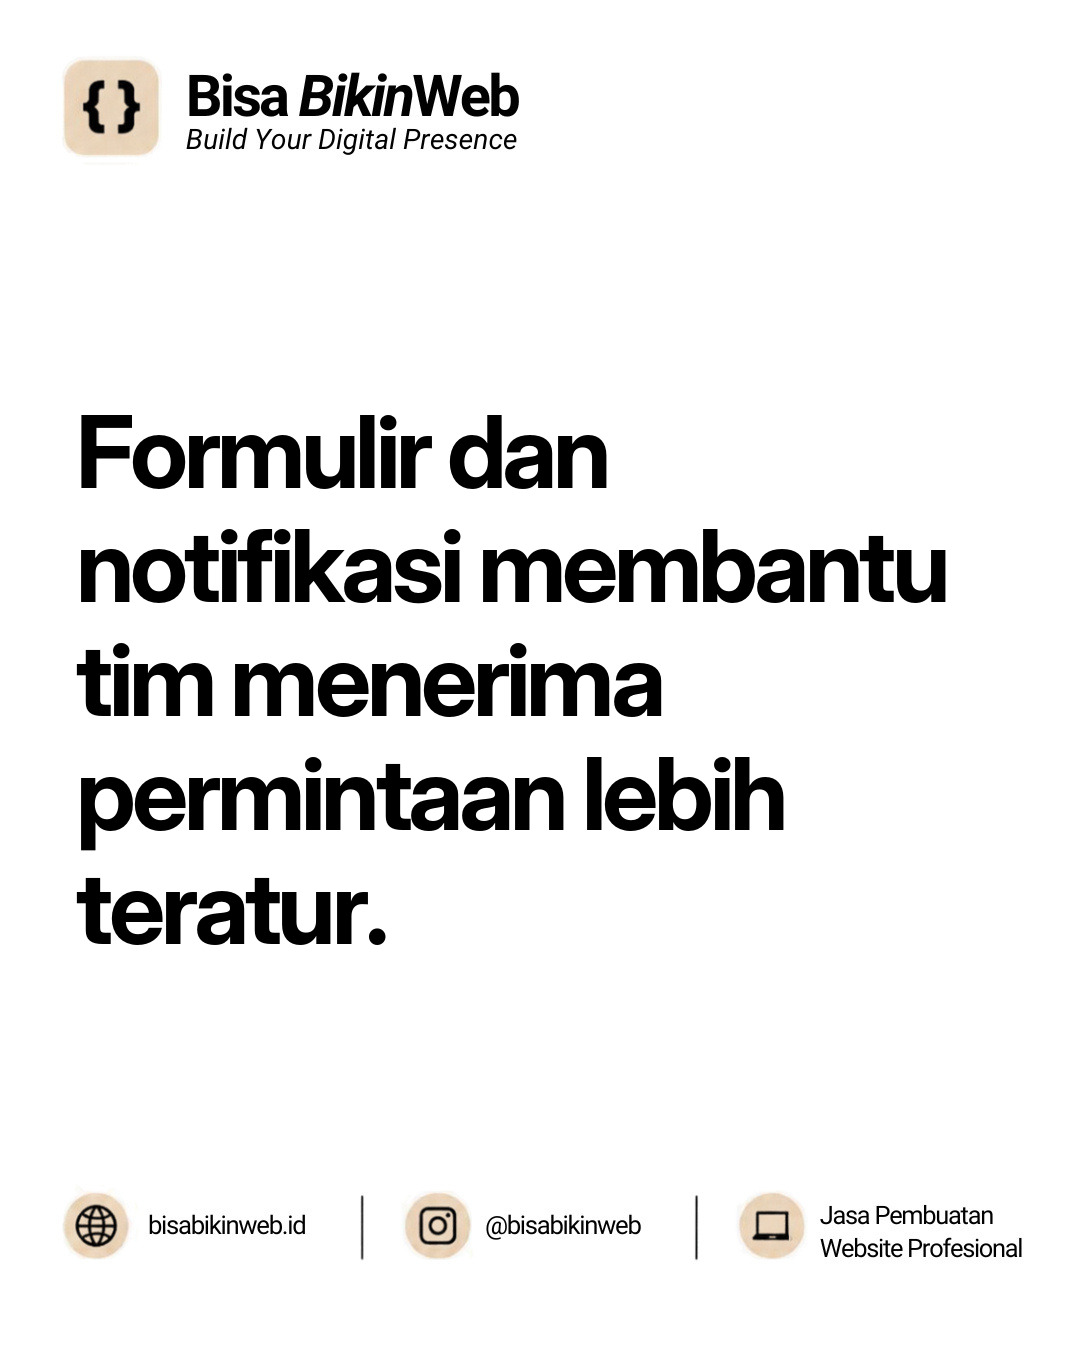 { }
Bisa BikinWeb
Build Your Digital Presence
Formulir dan
notifikasi membantu
tim menerima
permintaan lebih
teratur.
bisabikinweb.id
@bisabikinweb
Jasa Pembuatan
Website Profesional